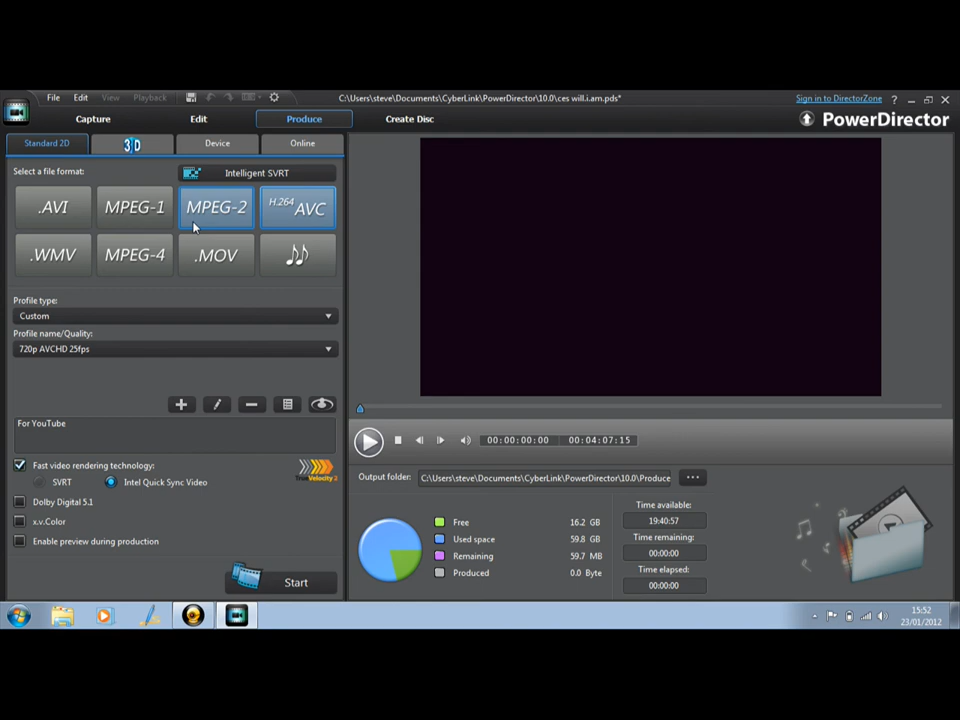 File Edit View Playback
C:\Users\steve\Documents\CyberLink\PowerDirector\10.0\ces will.i.am.pds*
Sign in to DirectorZone ?
Capture Edit Produce Create Disc
PowerDirector
Standard 2D 3D Device Online
Select a file format:
Intelligent SVRT
.AVI MPEG-1 MPEG-2 H.264 AVC
.WMV MPEG-4 .MOV
Profile type:
Custom
Profile name/Quality:
720p AVCHD 25fps
For YouTube
Fast video rendering technology:
SVRT Intel Quick Sync Video
TrueVelocity 2
Dolby Digital 5.1
x.v.Color
Enable preview during production
Start
00:00:00:00 00:04:07:15
Output folder: C:\Users\steve\Documents\CyberLink\PowerDirector\10.0\Produce ...
Free 16.2 GB
Used space 59.8 GB
Remaining 59.7 MB
Produced 0.0 Byte
Time available:
19:40:57
Time remaining:
00:00:00
Time elapsed:
00:00:00
15:52
23/01/2012